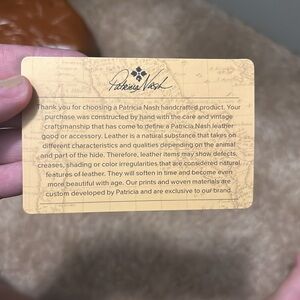 Patricia Nash
Thank you for choosing a Patricia Nash handcrafted product. Your
purchase was constructed by hand with the care and vintage
craftsmanship that has come to define a Patricia Nash leather
good or accessory. Leather is a natural substance that takes on
different characteristics and qualities depending on the animal
and part of the hide. Therefore, leather items may show defects,
creases, shading or color irregularities that are considered natural
features of leather. They will soften in time and become even
more beautiful with age. Our prints and woven materials are
custom developed by Patricia and are exclusive to our brand.